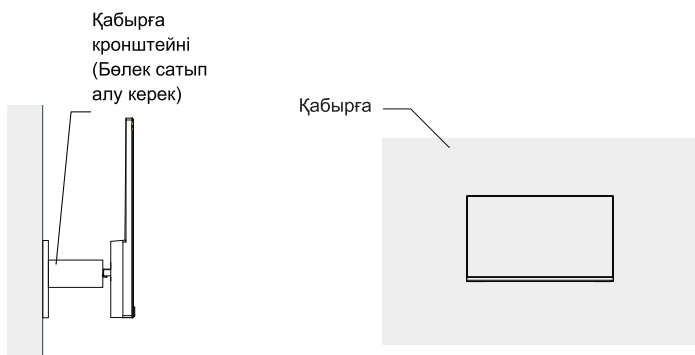 Қабырға
кронштейні
(Бөлек сатып
алу керек)
Қабырға